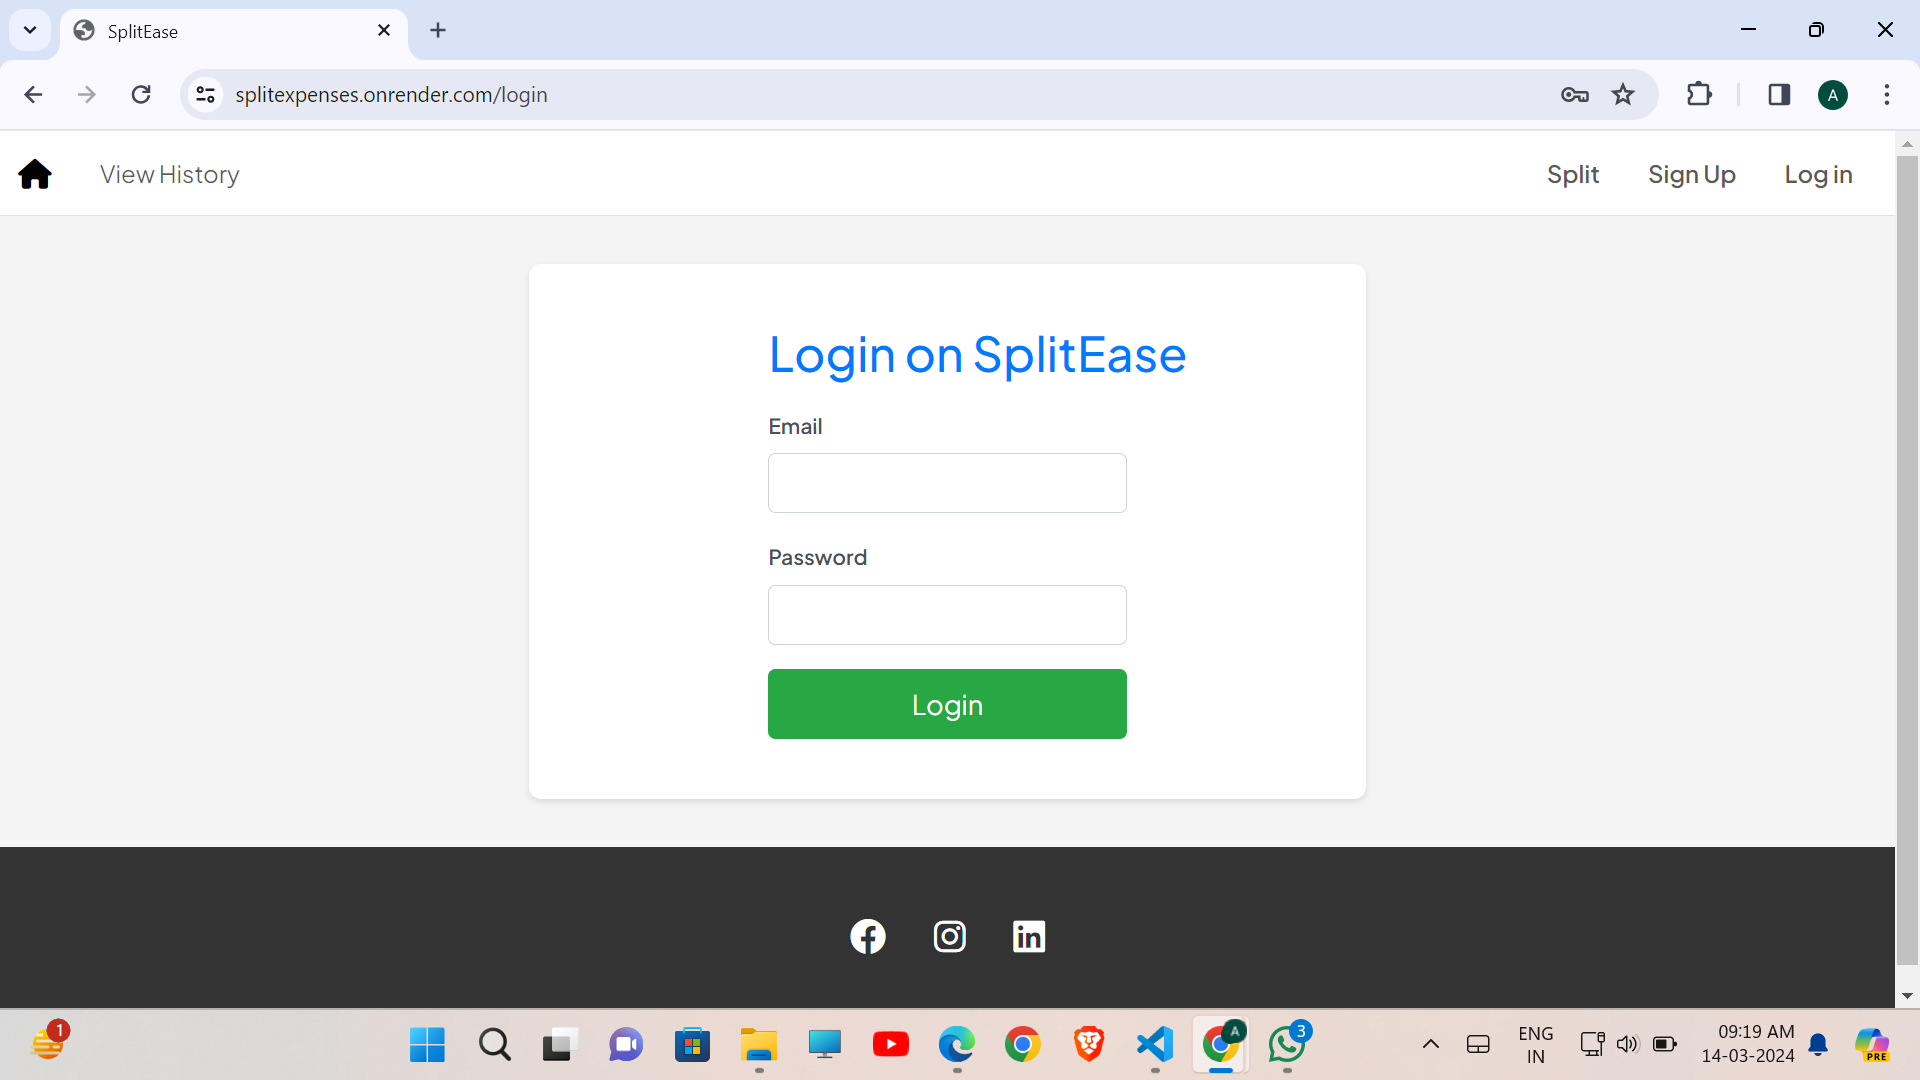 SplitEase
splitexpenses.onrender.com/login
A
View History
Split
Sign Up
Log in
Login on SplitEase
Email
Password
Login
1
A
3
ENG
IN
09:19 AM
14-03-2024
PRE